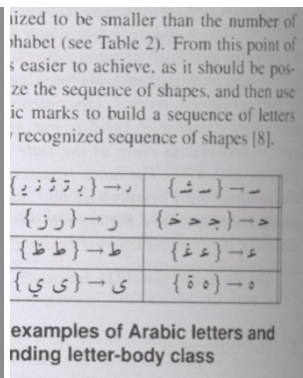 ized to be smaller than the number of
phabet (see Table 2). From this point of
s easier to achieve, as it should be pos-
ze the sequence of shapes, and then use
ic marks to build a sequence of letters
recognized sequence of shapes [8].
{ﺑ ﺗ ﺛ ﻧ ﻳ} → ﯨ {ﺳ ﺷ} → ﺳ
{ر ز} → ر {ﺟ ﺣ ﺧ} → ﺣ
{ط ظ} → ط {ﻋ ﻏ} → ﻋ
{ى ي} → ى {ه ة} → ه
examples of Arabic letters and
nding letter-body class